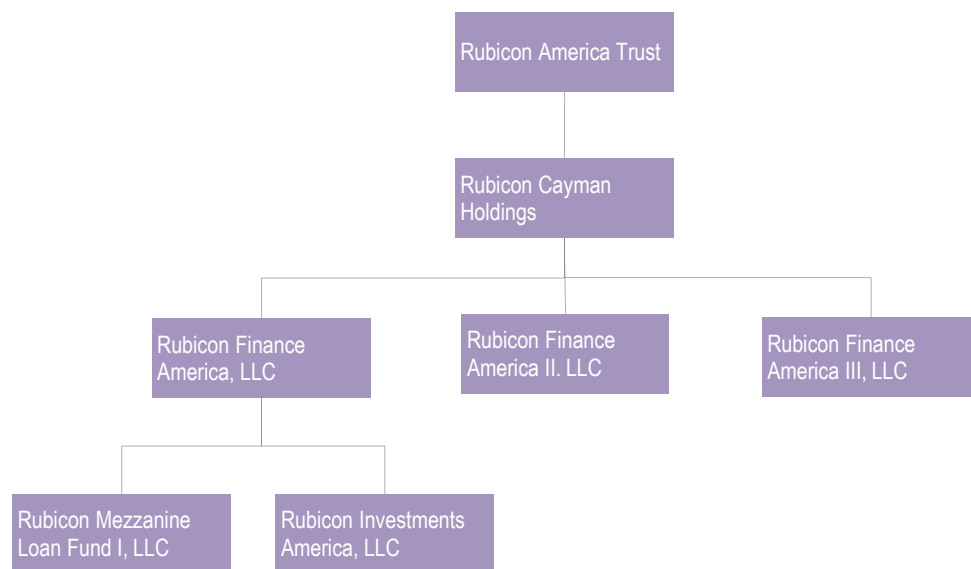 Rubicon America Trust
Rubicon Cayman
Holdings
Rubicon Finance
America, LLC
Rubicon Finance
America II. LLC
Rubicon Finance
America III, LLC
Rubicon Mezzanine
Loan Fund I, LLC
Rubicon Investments
America, LLC